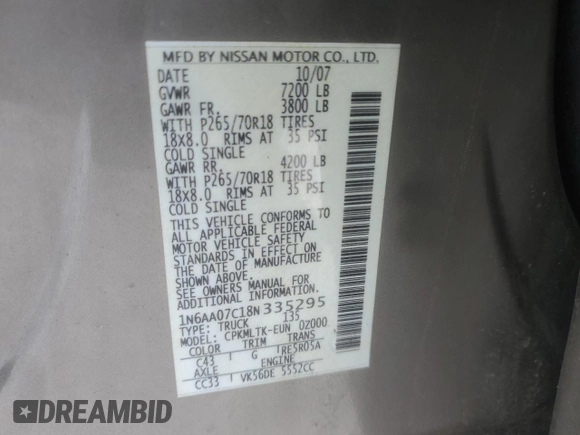 MFD BY NISSAN MOTOR CO., LTD.
DATE 10/07
GVWR 7200 LB
GAWR FR. 3800 LB
WITH P265/70R18 TIRES
18X8.0 RIMS AT 35 PSI
COLD SINGLE
GAWR RR. 4200 LB
WITH P265/70R18 TIRES
18X8.0 RIMS AT 35 PSI
COLD SINGLE
THIS VEHICLE CONFORMS TO
ALL APPLICABLE FEDERAL
MOTOR VEHICLE SAFETY
STANDARDS IN EFFECT ON
THE DATE OF MANUFACTURE
SHOWN ABOVE.
SEE OWNERS MANUAL FOR
ADDITIONAL INFORMATION.
1N6AA07C18N335295
TYPE: TRUCK 135
MODEL: CPKMLTK-EUN 0Z000
COLOR TRIM TRANS
C43 G TRE5R05A
AXLE ENGINE
CC33 VK56DE 5552CC
DREAMBID